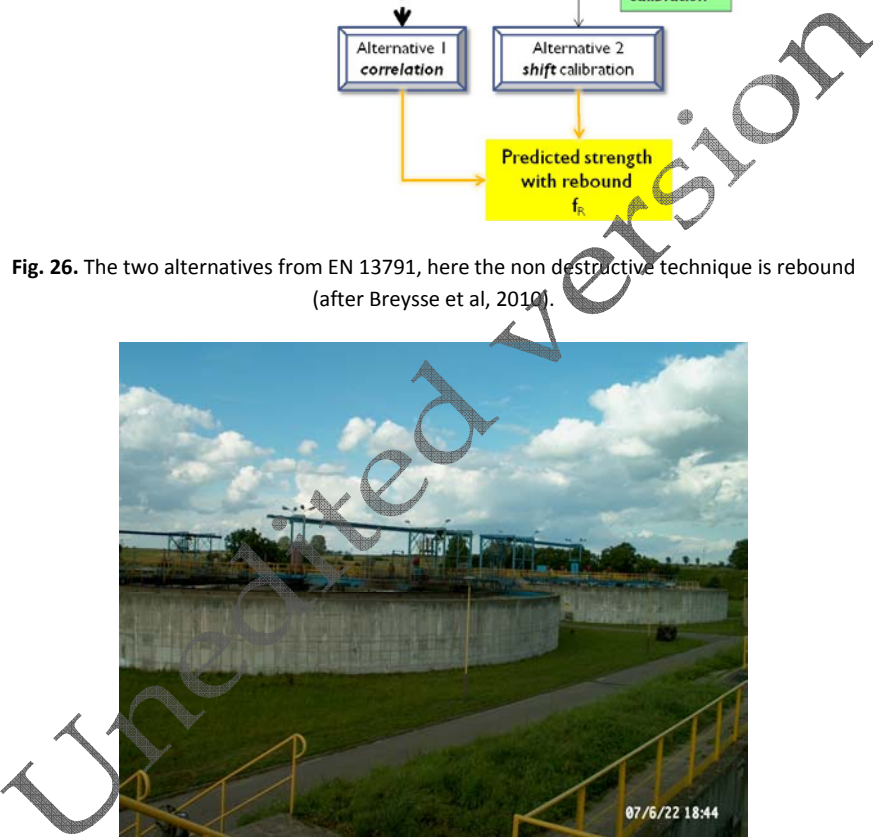 Alternative 1
correlation
Alternative 2
shift calibration
Predicted strength
with rebound
fR
Fig. 26. The two alternatives from EN 13791, here the non destructive technique is rebound
(after Breysse et al, 2010).
Unedited version
07/6/22 18:44